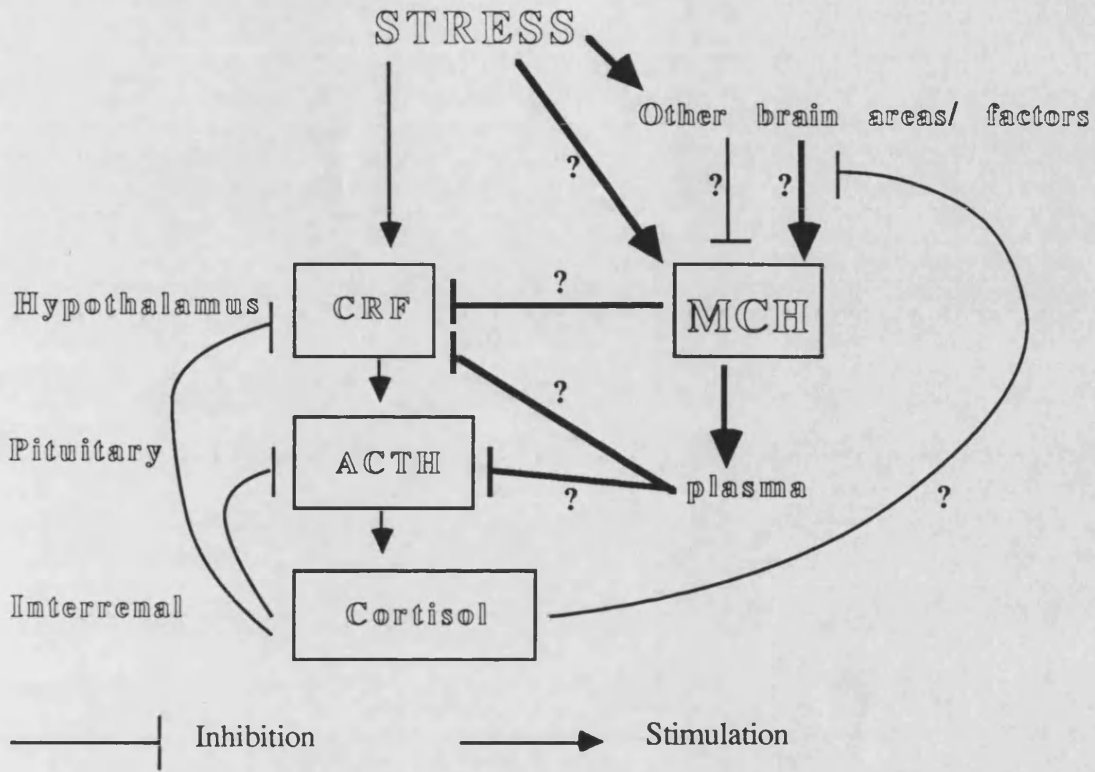 STRESS
Other brain areas/ factors
?
?
?
Hypothalamus
CRF
?
MCH
?
Pituitary
ACTH
?
plasma
?
Interrenal
Cortisol
Inhibition
Stimulation